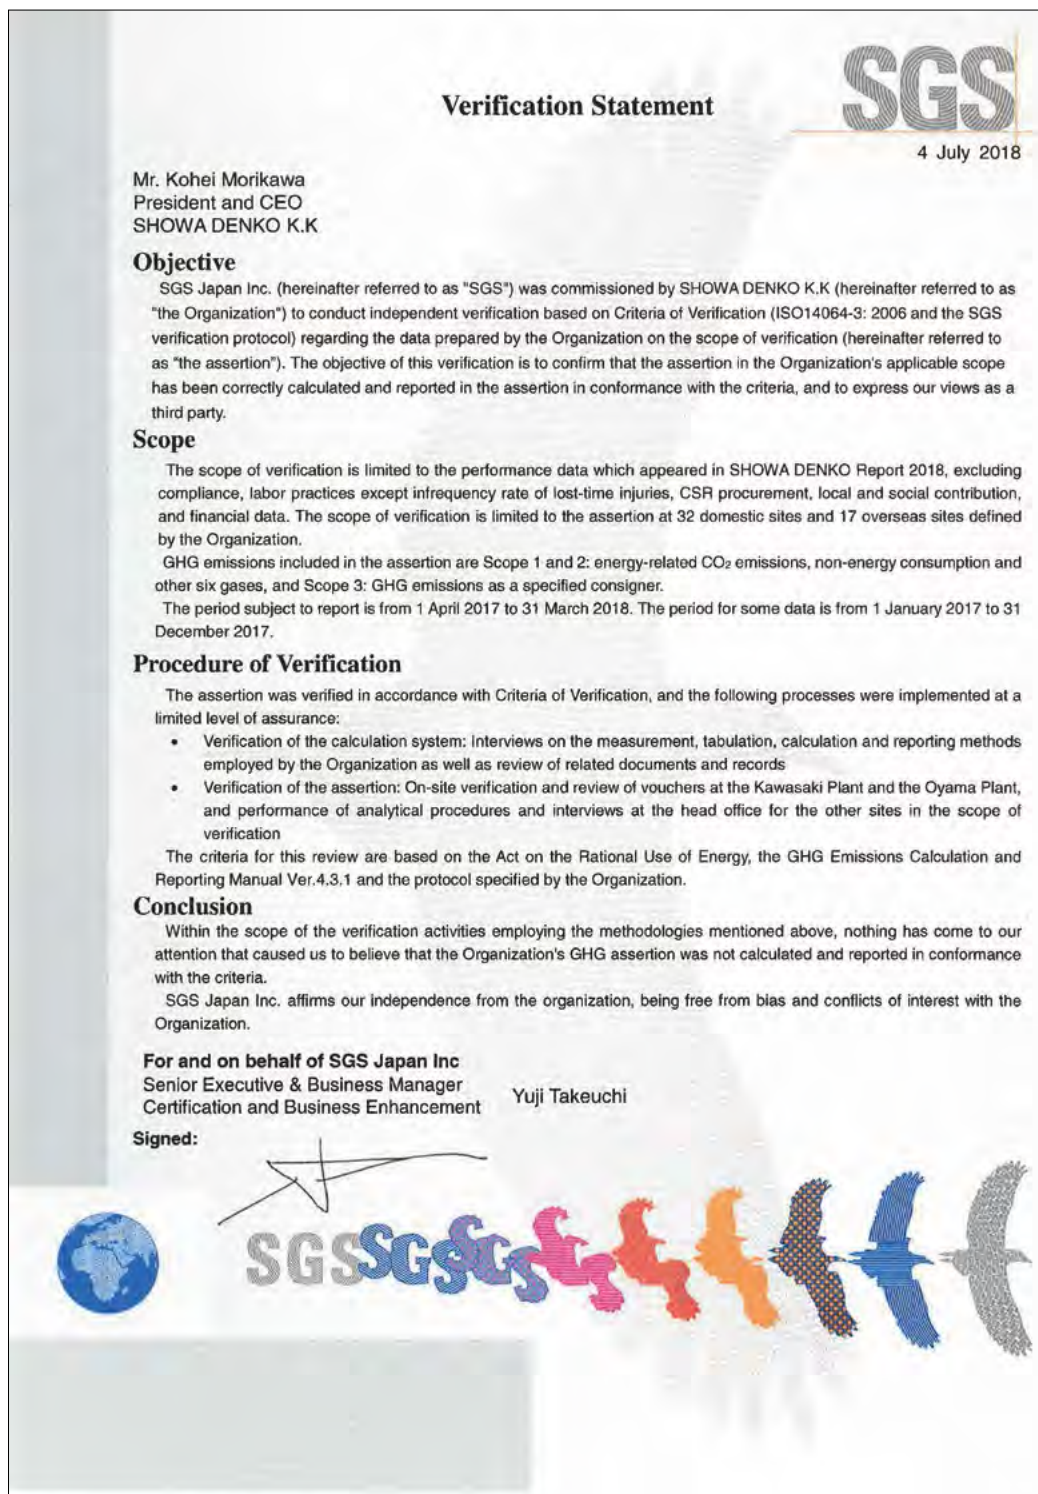 SGS
Verification Statement
4 July 2018
Mr. Kohei Morikawa
President and CEO
SHOWA DENKO K.K
Objective
SGS Japan Inc. (hereinafter referred to as "SGS") was commissioned by SHOWA DENKO K.K (hereinafter referred to as
"the Organization") to conduct independent verification based on Criteria of Verification (ISO14064-3: 2006 and the SGS
verification protocol) regarding the data prepared by the Organization on the scope of verification (hereinafter referred to
as "the assertion"). The objective of this verification is to confirm that the assertion in the Organization's applicable scope
has been correctly calculated and reported in the assertion in conformance with the criteria, and to express our views as a
third party.
Scope
The scope of verification is limited to the performance data which appeared in SHOWA DENKO Report 2018, excluding
compliance, labor practices except infrequency rate of lost-time injuries, CSR procurement, local and social contribution,
and financial data. The scope of verification is limited to the assertion at 32 domestic sites and 17 overseas sites defined
by the Organization.
GHG emissions included in the assertion are Scope 1 and 2: energy-related CO₂ emissions, non-energy consumption and
other six gases, and Scope 3: GHG emissions as a specified consigner.
The period subject to report is from 1 April 2017 to 31 March 2018. The period for some data is from 1 January 2017 to 31
December 2017.
Procedure of Verification
The assertion was verified in accordance with Criteria of Verification, and the following processes were implemented at a
limited level of assurance:
• Verification of the calculation system: Interviews on the measurement, tabulation, calculation and reporting methods
employed by the Organization as well as review of related documents and records
• Verification of the assertion: On-site verification and review of vouchers at the Kawasaki Plant and the Oyama Plant,
and performance of analytical procedures and interviews at the head office for the other sites in the scope of
verification
The criteria for this review are based on the Act on the Rational Use of Energy, the GHG Emissions Calculation and
Reporting Manual Ver.4.3.1 and the protocol specified by the Organization.
Conclusion
Within the scope of the verification activities employing the methodologies mentioned above, nothing has come to our
attention that caused us to believe that the Organization's GHG assertion was not calculated and reported in conformance
with the criteria.
SGS Japan Inc. affirms our independence from the organization, being free from bias and conflicts of interest with the
Organization.
For and on behalf of SGS Japan Inc
Senior Executive & Business Manager
Certification and Business Enhancement
Yuji Takeuchi
Signed:
SGS SGS SGS